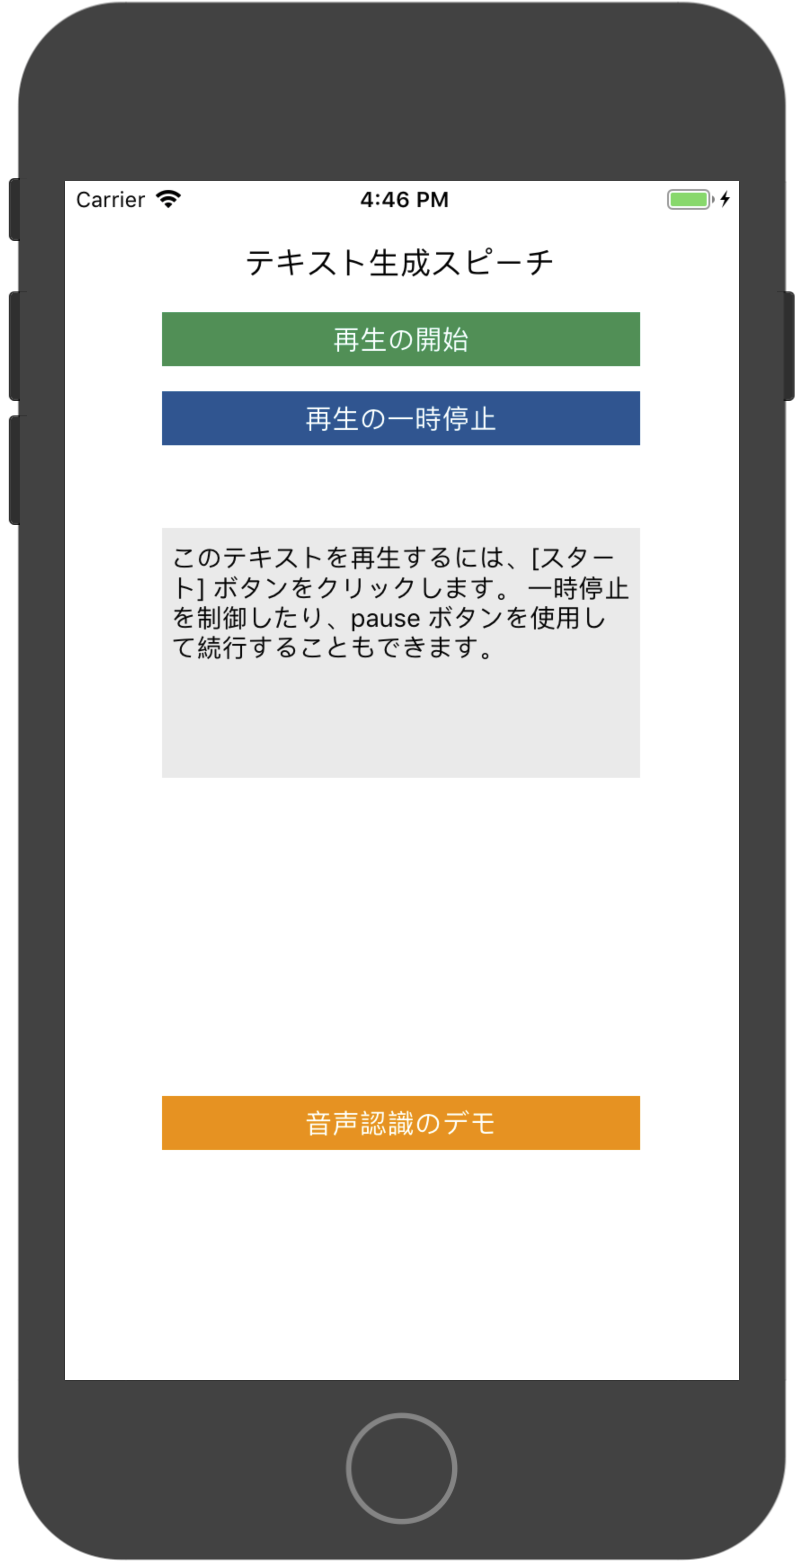 Carrier 4:46 PM
テキスト生成スピーチ
再生の開始
再生の一時停止
このテキストを再生するには、[スター
ト] ボタンをクリックします。 一時停止
を制御したり、pause ボタンを使用し
て続行することもできます。
音声認識のデモ